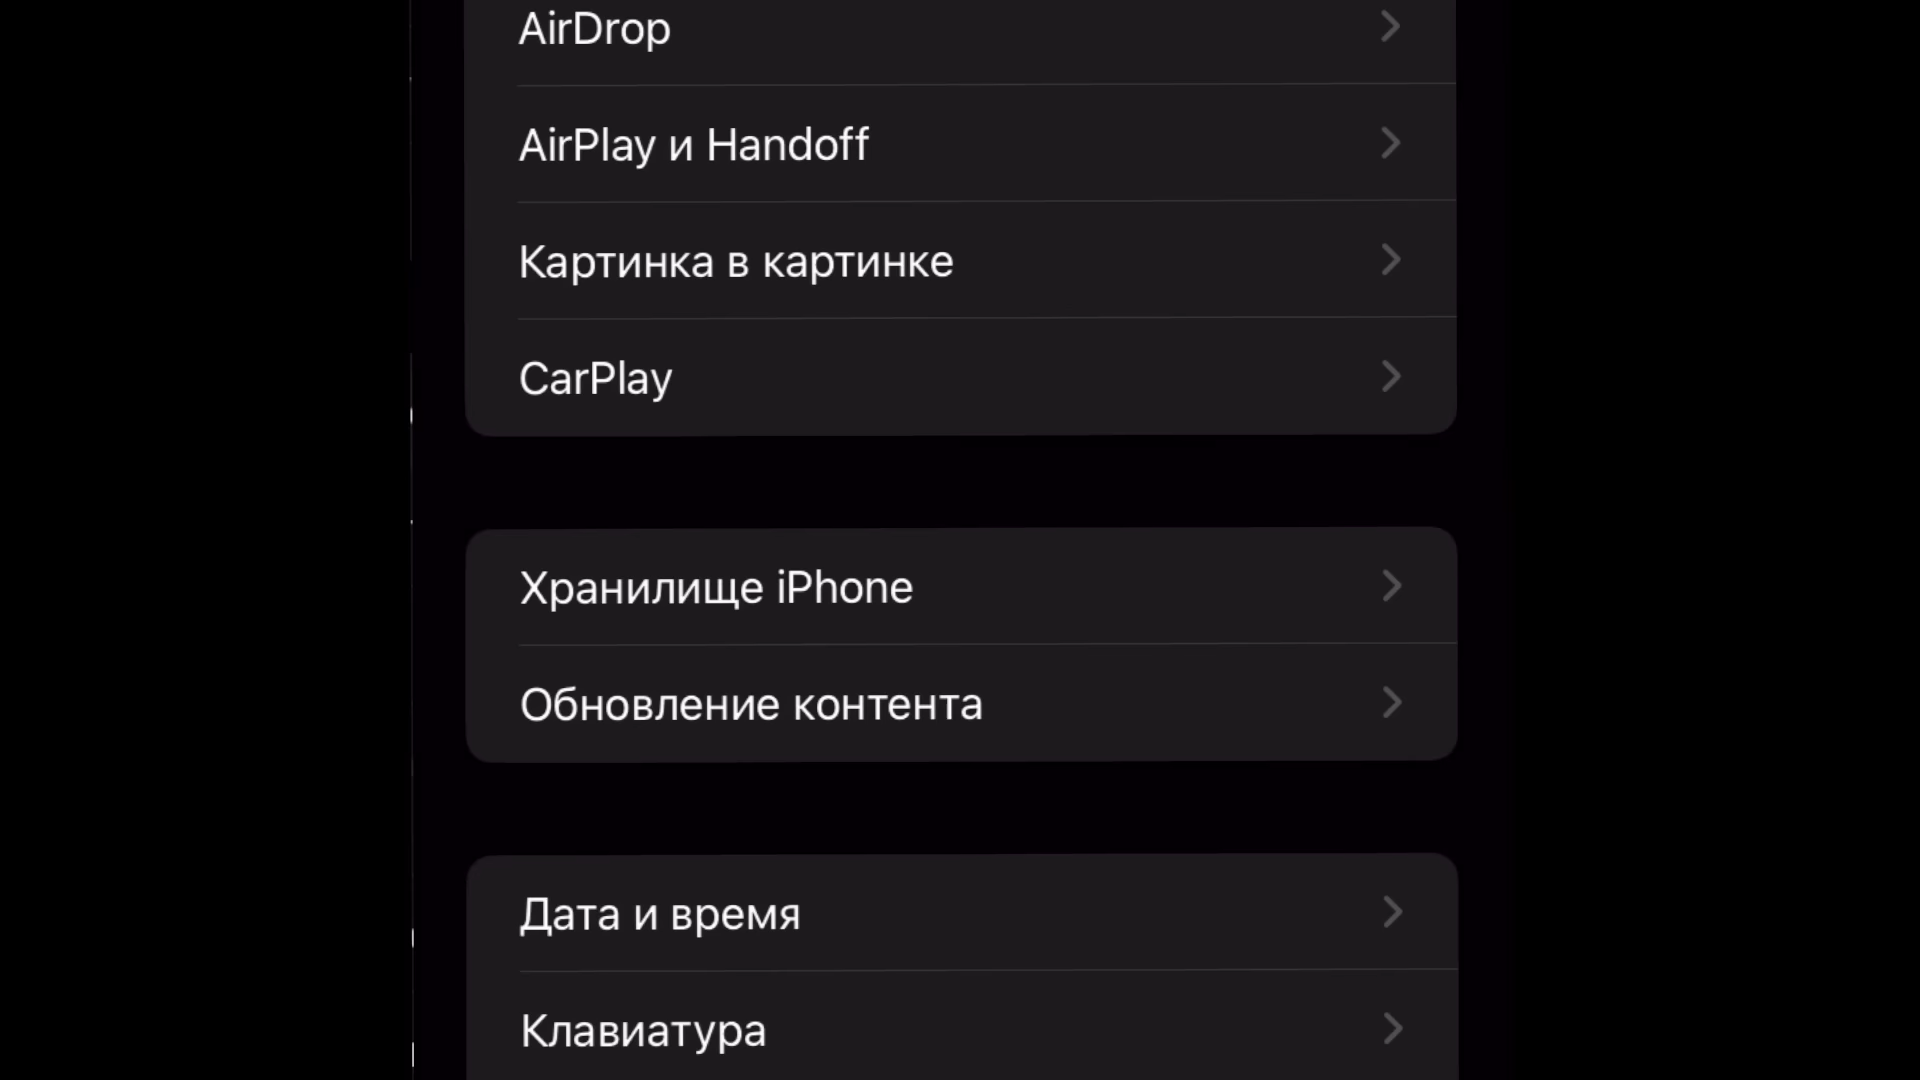 AirDrop
AirPlay и Handoff
Картинка в картинке
CarPlay
Хранилище iPhone
Обновление контента
Дата и время
Клавиатура